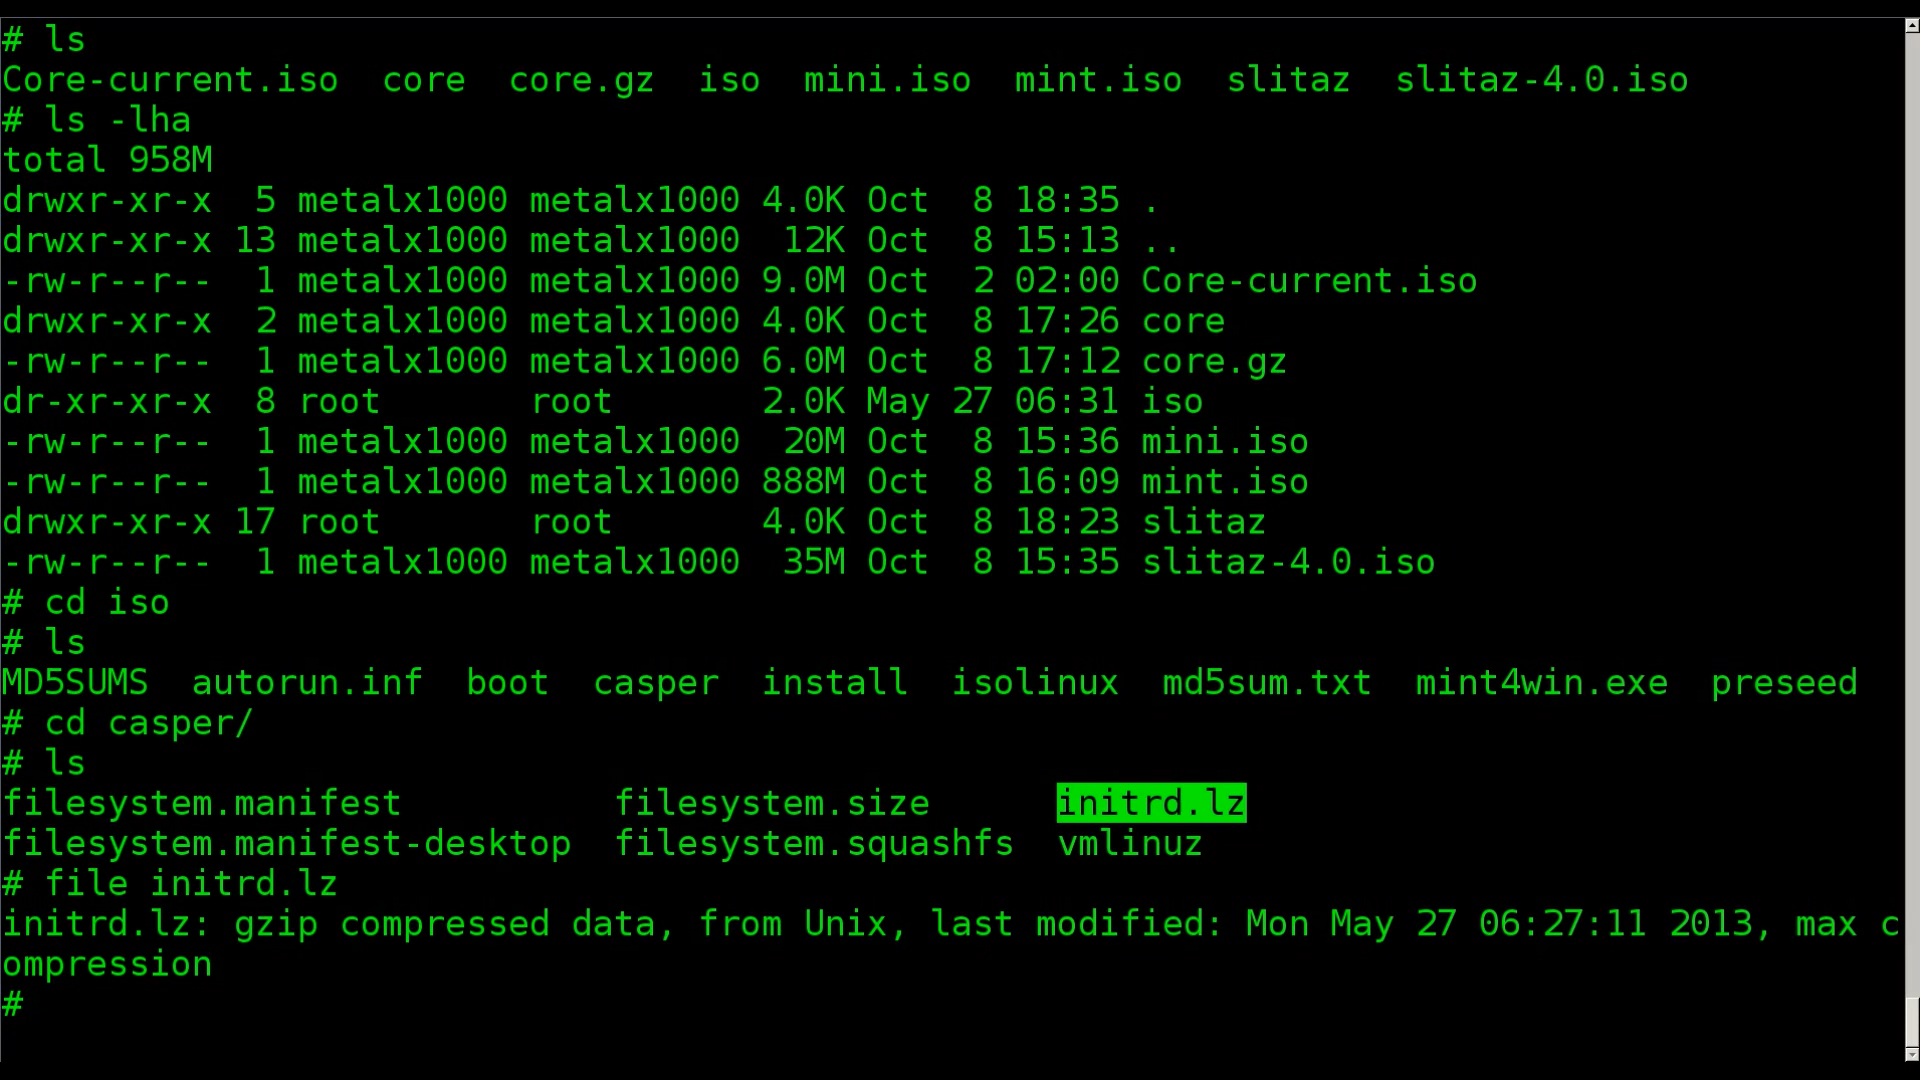 # ls
Core-current.iso  core  core.gz  iso  mini.iso  mint.iso  slitaz  slitaz-4.0.iso
# ls -lha
total 958M
drwxr-xr-x  5 metalx1000 metalx1000 4.0K Oct  8 18:35 .
drwxr-xr-x 13 metalx1000 metalx1000  12K Oct  8 15:13 ..
-rw-r--r--  1 metalx1000 metalx1000 9.0M Oct  2 02:00 Core-current.iso
drwxr-xr-x  2 metalx1000 metalx1000 4.0K Oct  8 17:26 core
-rw-r--r--  1 metalx1000 metalx1000 6.0M Oct  8 17:12 core.gz
dr-xr-xr-x  8 root       root       2.0K May 27 06:31 iso
-rw-r--r--  1 metalx1000 metalx1000  20M Oct  8 15:36 mini.iso
-rw-r--r--  1 metalx1000 metalx1000 888M Oct  8 16:09 mint.iso
drwxr-xr-x 17 root       root       4.0K Oct  8 18:23 slitaz
-rw-r--r--  1 metalx1000 metalx1000  35M Oct  8 15:35 slitaz-4.0.iso
# cd iso
# ls
MD5SUMS  autorun.inf  boot  casper  install  isolinux  md5sum.txt  mint4win.exe  preseed
# cd casper/
# ls
filesystem.manifest          filesystem.size      initrd.lz
filesystem.manifest-desktop  filesystem.squashfs  vmlinuz
# file initrd.lz
initrd.lz: gzip compressed data, from Unix, last modified: Mon May 27 06:27:11 2013, max c
ompression
#